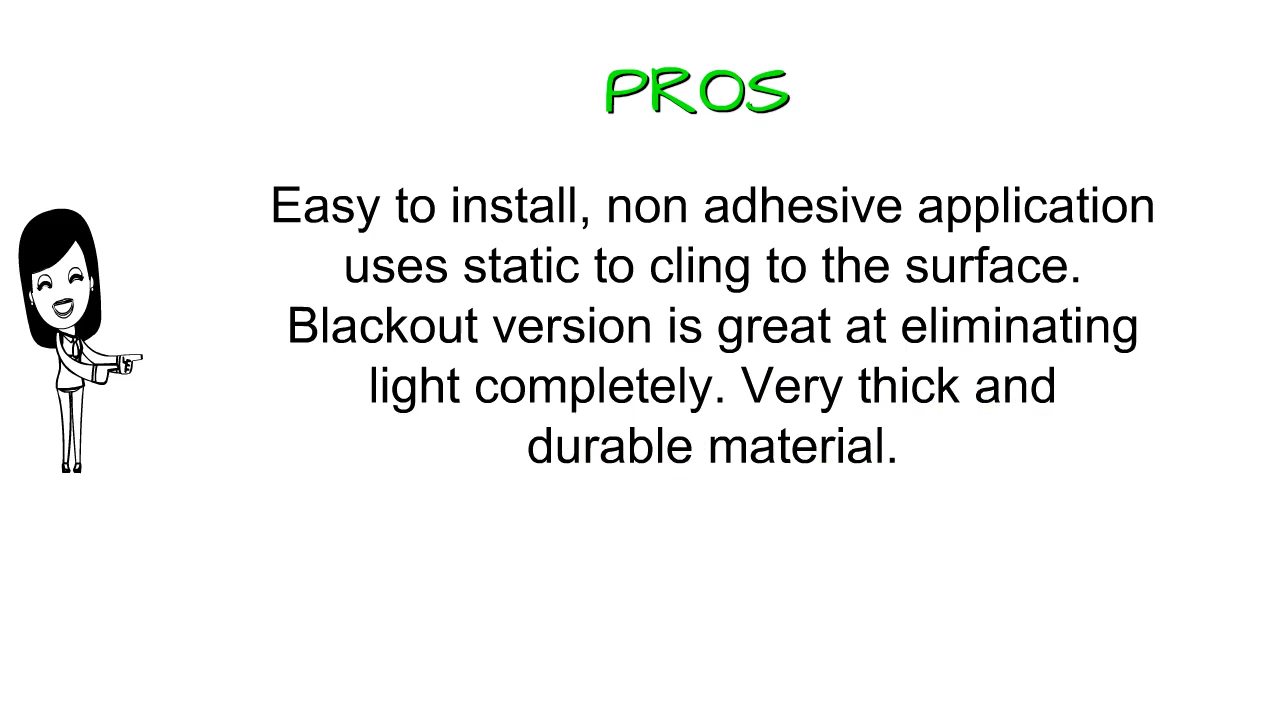 PROS
Easy to install, non adhesive application
uses static to cling to the surface.
Blackout version is great at eliminating
light completely. Very thick and
durable material.